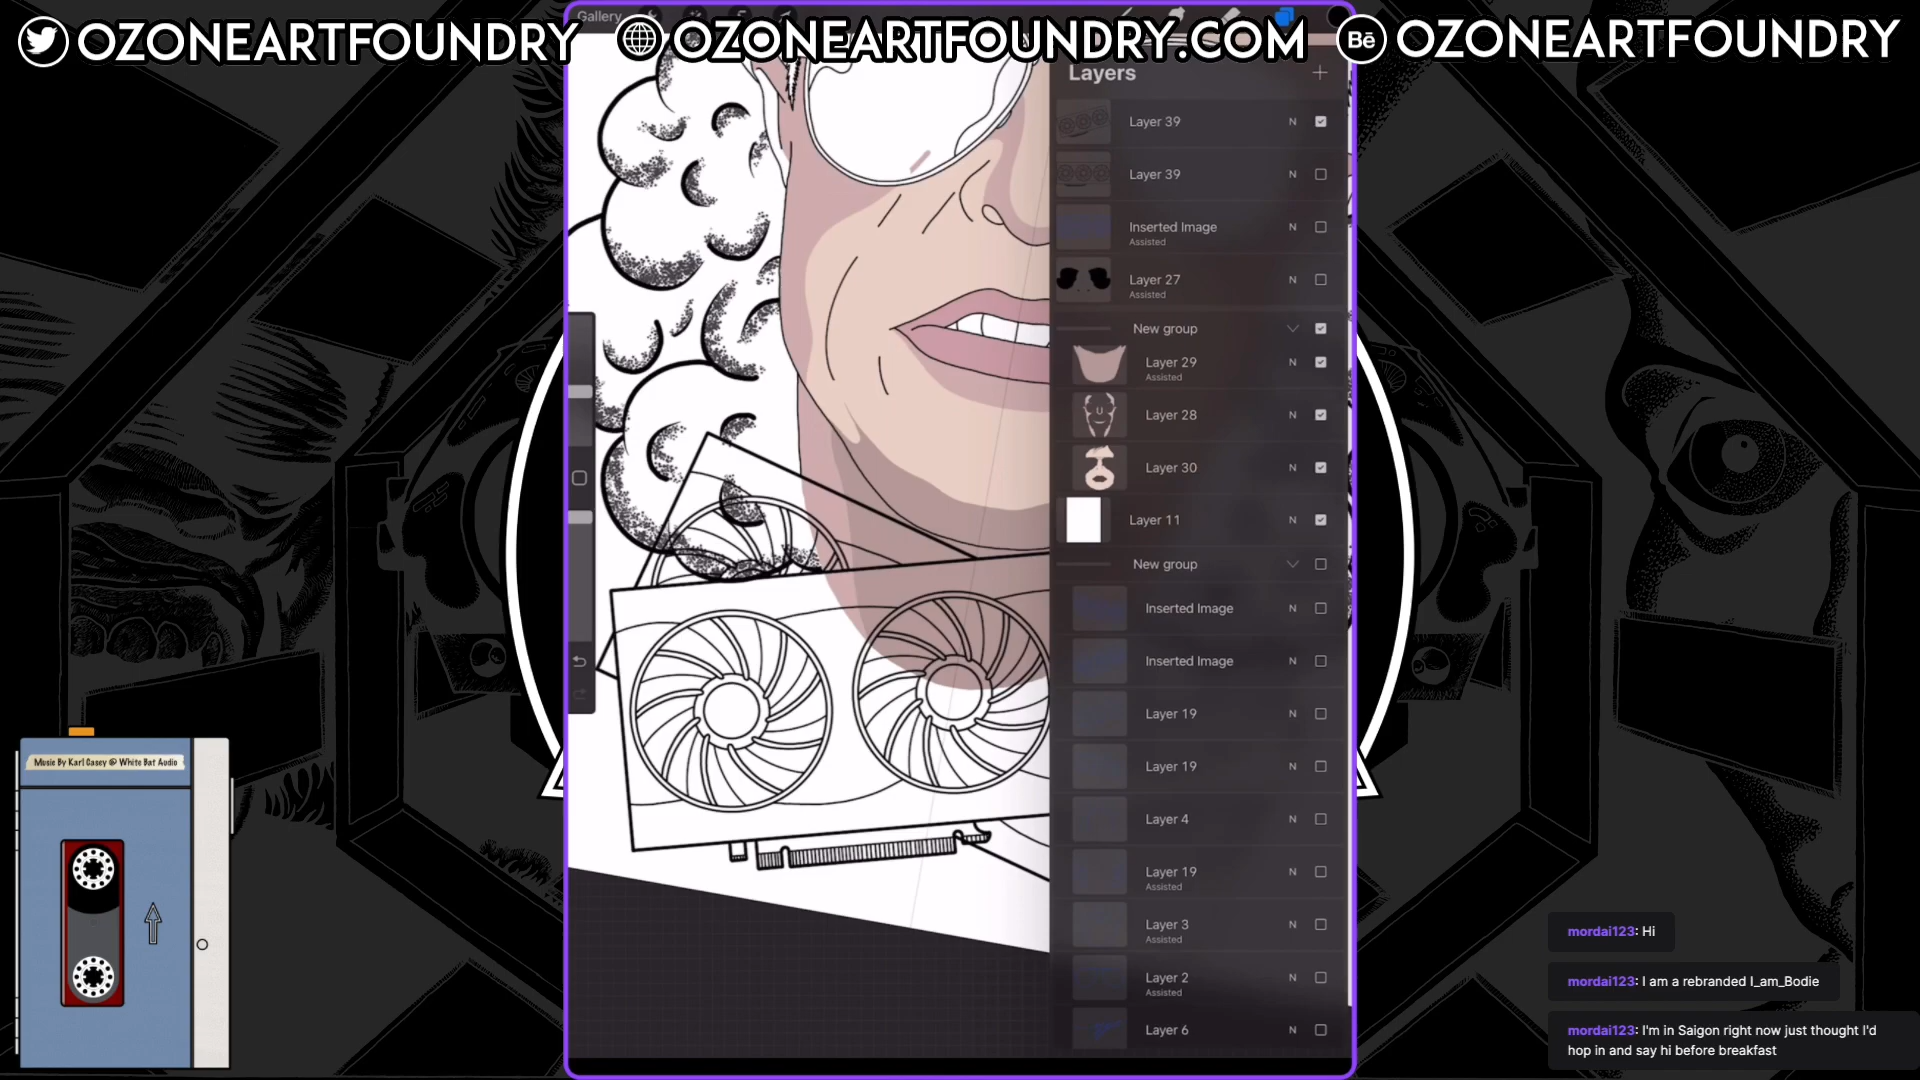 OZONEARTFOUNDRY
OZONEARTFOUNDRY.COM
Bē OZONEARTFOUNDRY
Gallery
Layers
Layer 39 N
Layer 39 N
Inserted Image N
Assisted
Layer 27 N
Assisted
New group
Layer 29 N
Assisted
Layer 28 N
Layer 30 N
Layer 11 N
New group
Inserted Image N
Inserted Image N
Layer 19 N
Layer 19 N
Layer 4 N
Layer 19 N
Assisted
Layer 3 N
Assisted
Layer 2 N
Assisted
Layer 6 N
Music By Karl Casey @ White Bat Audio
mordai123: Hi
mordai123: I am a rebranded I_am_Bodie
mordai123: I'm in Saigon right now just thought I'd
hop in and say hi before breakfast